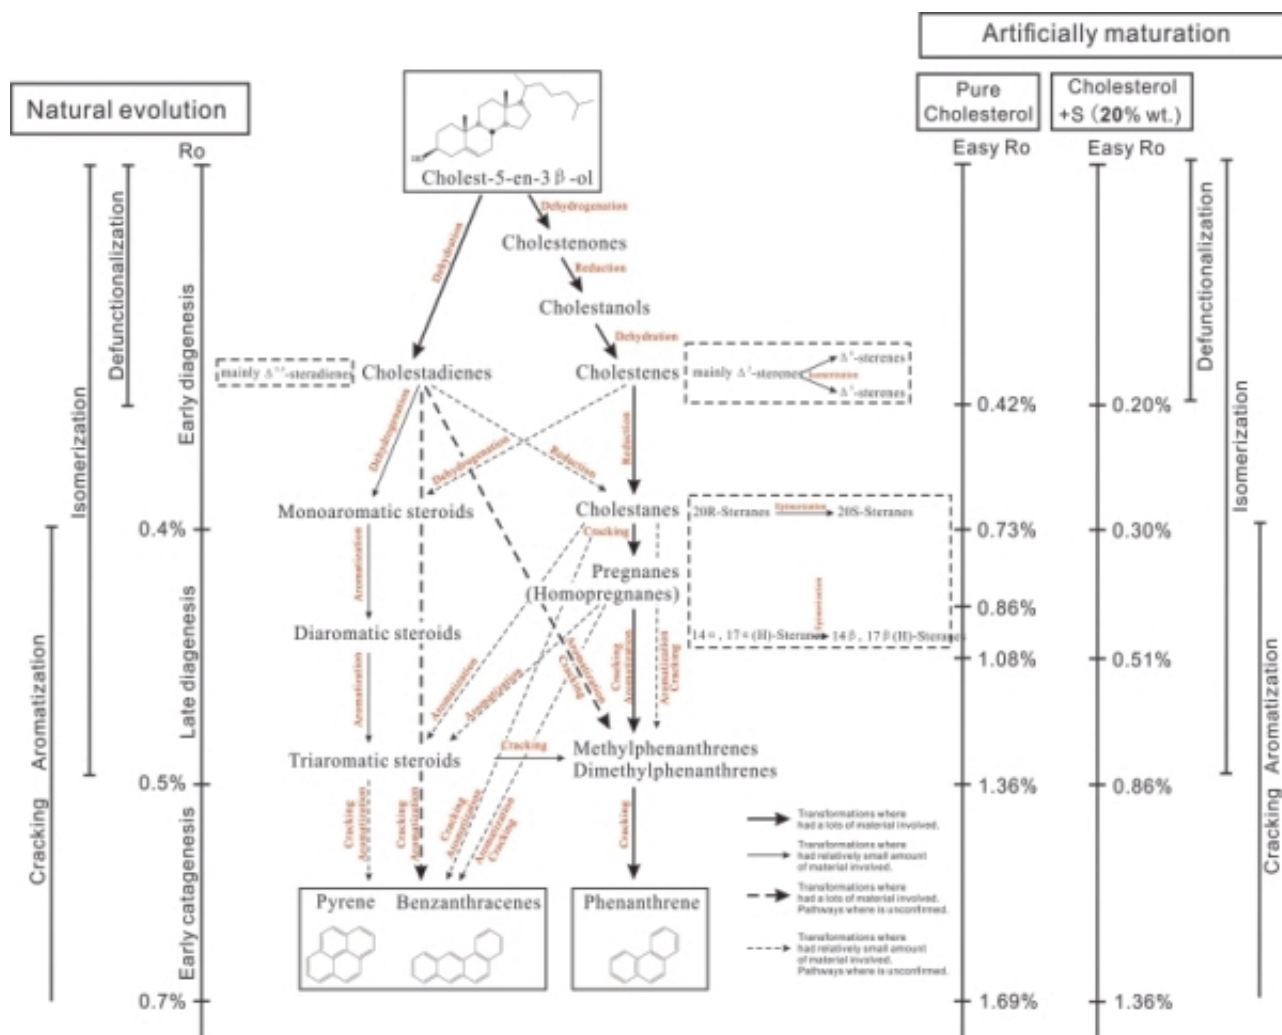 Artificially maturation
Natural evolution
Pure
Cholesterol
Cholesterol
+S (20% wt.)
Ro
Easy Ro
Easy Ro
HO
Cholest-5-en-3β-ol
Dehydrogenation
Dehydration
Cholestenones
Reduction
Cholestanols
Dehydration
mainly Δ -steradienes
Cholestadienes
Cholestenes
mainly Δ -sterenes
Isomerization
Δ -sterenes
Δ -sterenes
Dehydrogenation
Dehydrogenation
Reduction
Reduction
Monoaromatic steroids
Cholestanes
20R-Steranes
Epimerization
20S-Steranes
Cracking
Pregnanes
(Homopregnanes)
Aromatization
Diaromatic steroids
Epimerization
14α, 17α(H)-Steranes
14β, 17β(H)-Steranes
Aromatization
Aromatization
Aromatization
Aromatization
Cracking
Cracking
Aromatization
Aromatization
Cracking
Triaromatic steroids
Cracking
Methylphenanthrenes
Dimethylphenanthrenes
Cracking
Aromatization
Cracking
Aromatization
Cracking
Aromatization
Aromatization
Cracking
Cracking
Pyrene
Benzanthracenes
Phenanthrene
Transformations where
had a lots of material involved.
Transformations where
had relatively small amount
of material involved.
Transformations where
had a lots of material involved.
Pathways where is unconfirmed.
Transformations where
had relatively small amount
of material involved.
Pathways where is unconfirmed.
Defunctionalization
Isomerization
Cracking Aromatization
Early diagenesis
Late diagenesis
Early catagenesis
0.4%
0.5%
0.7%
0.42%
0.73%
0.86%
1.08%
1.36%
1.69%
0.20%
0.30%
0.51%
0.86%
1.36%
Defunctionalization
Isomerization
Cracking Aromatization